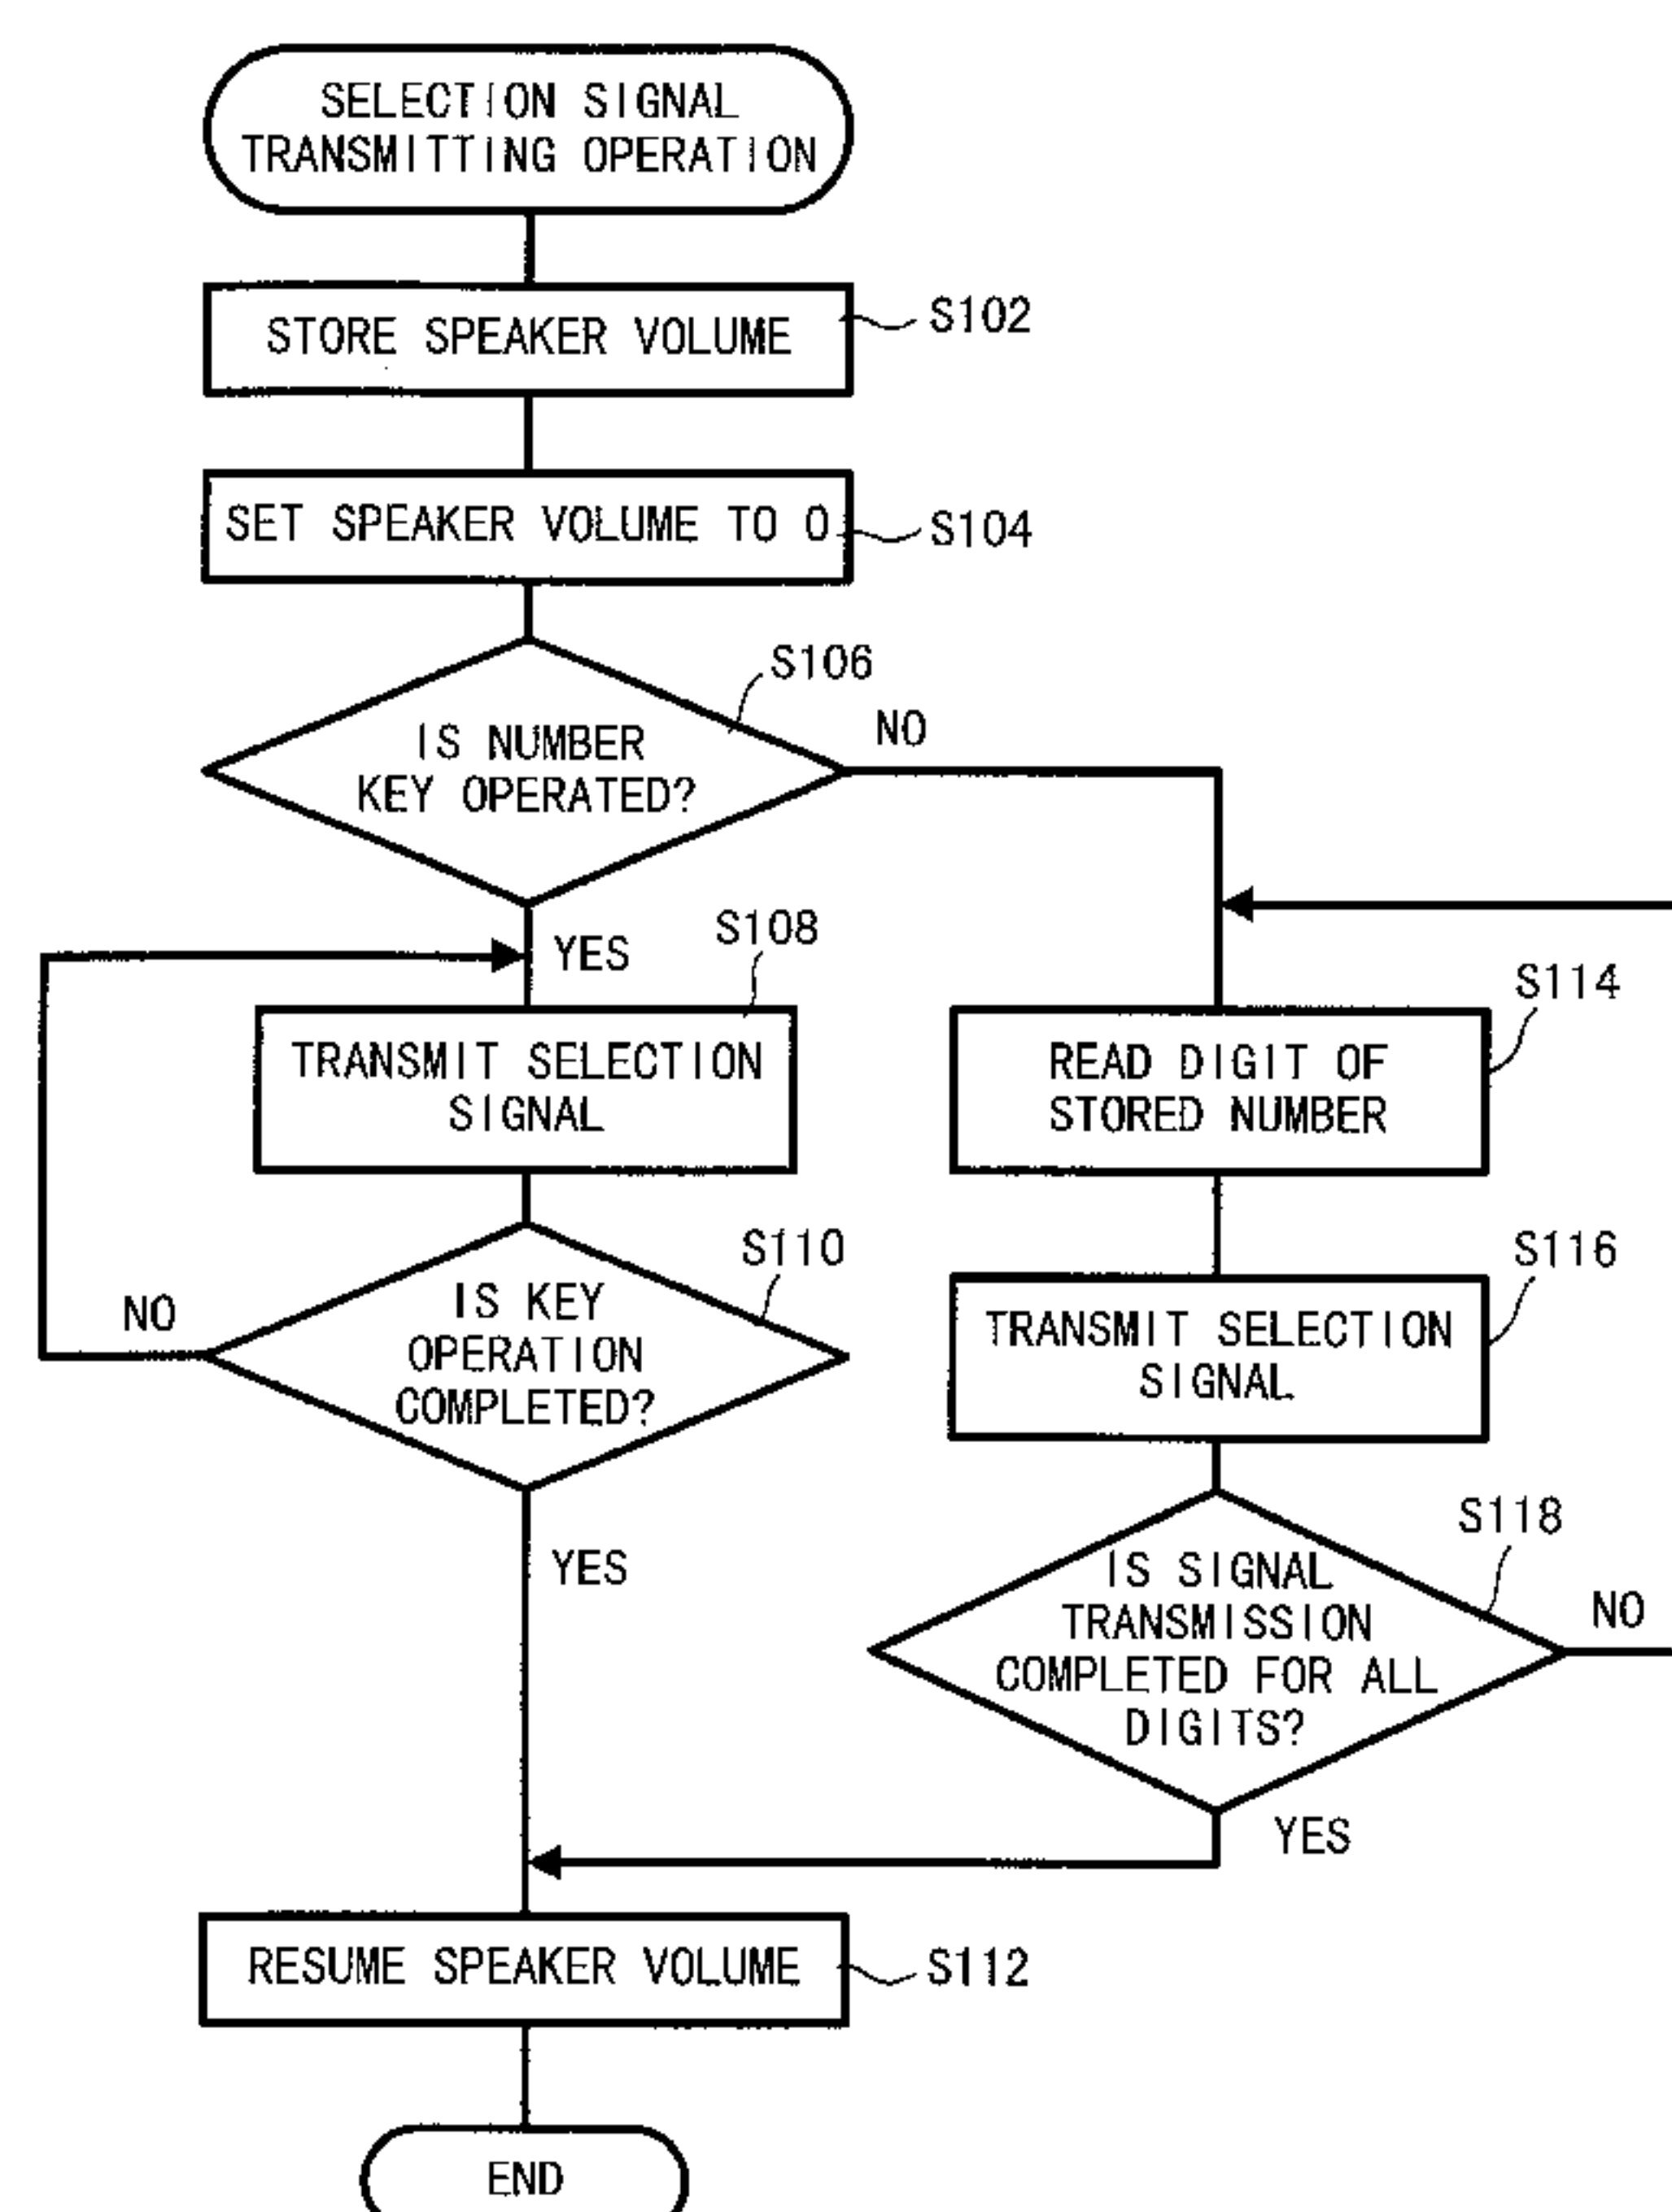 SELECTION SIGNAL
TRANSMITTING OPERATION
STORE SPEAKER VOLUME
S102
SET SPEAKER VOLUME TO 0
S104
S106
IS NUMBER
KEY OPERATED?
NO
YES
S108
TRANSMIT SELECTION
SIGNAL
S114
READ DIGIT OF
STORED NUMBER
S110
IS KEY
OPERATION
COMPLETED?
NO
YES
S116
TRANSMIT SELECTION
SIGNAL
S118
IS SIGNAL
TRANSMISSION
COMPLETED FOR ALL
DIGITS?
NO
YES
RESUME SPEAKER VOLUME
S112
END